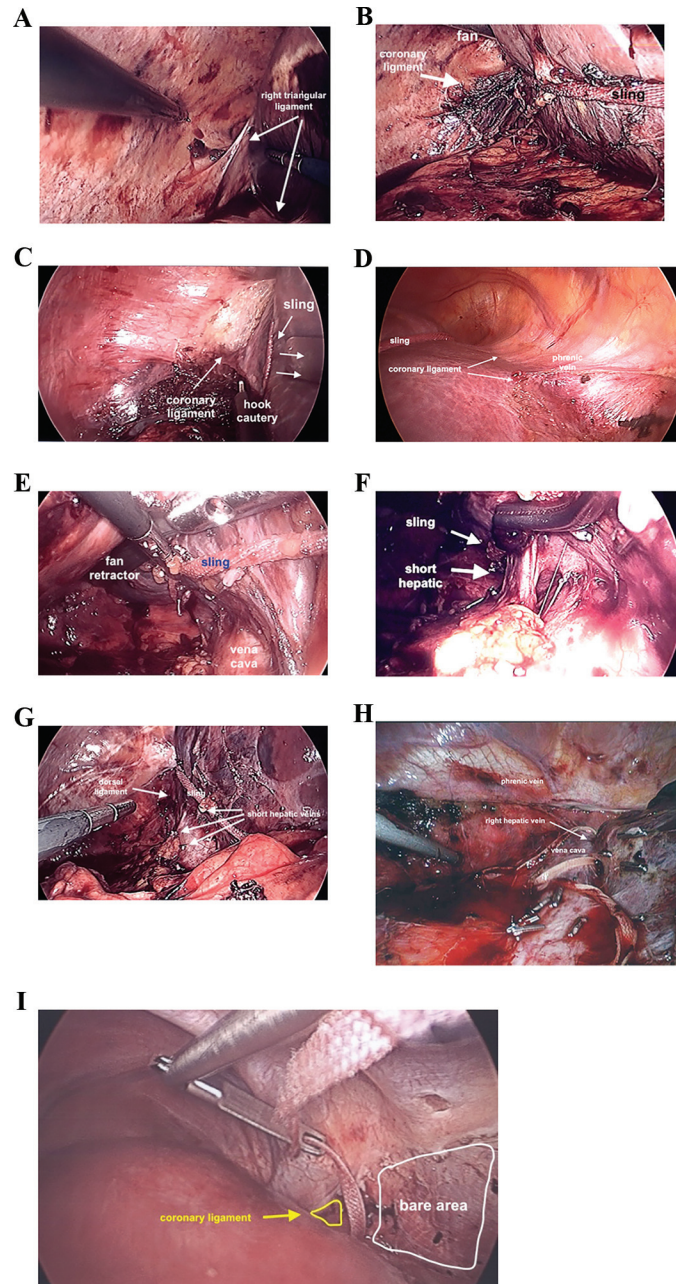 A
right triangular
ligament
B
fan
coronary
ligment
sling
C
sling
coronary
ligament
hook
cautery
D
sling
coronary ligament
phrenic
vein
E
fan
retractor
sling
vena
cava
F
sling
short
hepatic
G
dorsal
ligament
sling
short hepatic veins
H
phrenic vein
right hepatic vein
vena cava
I
coronary ligament
bare area